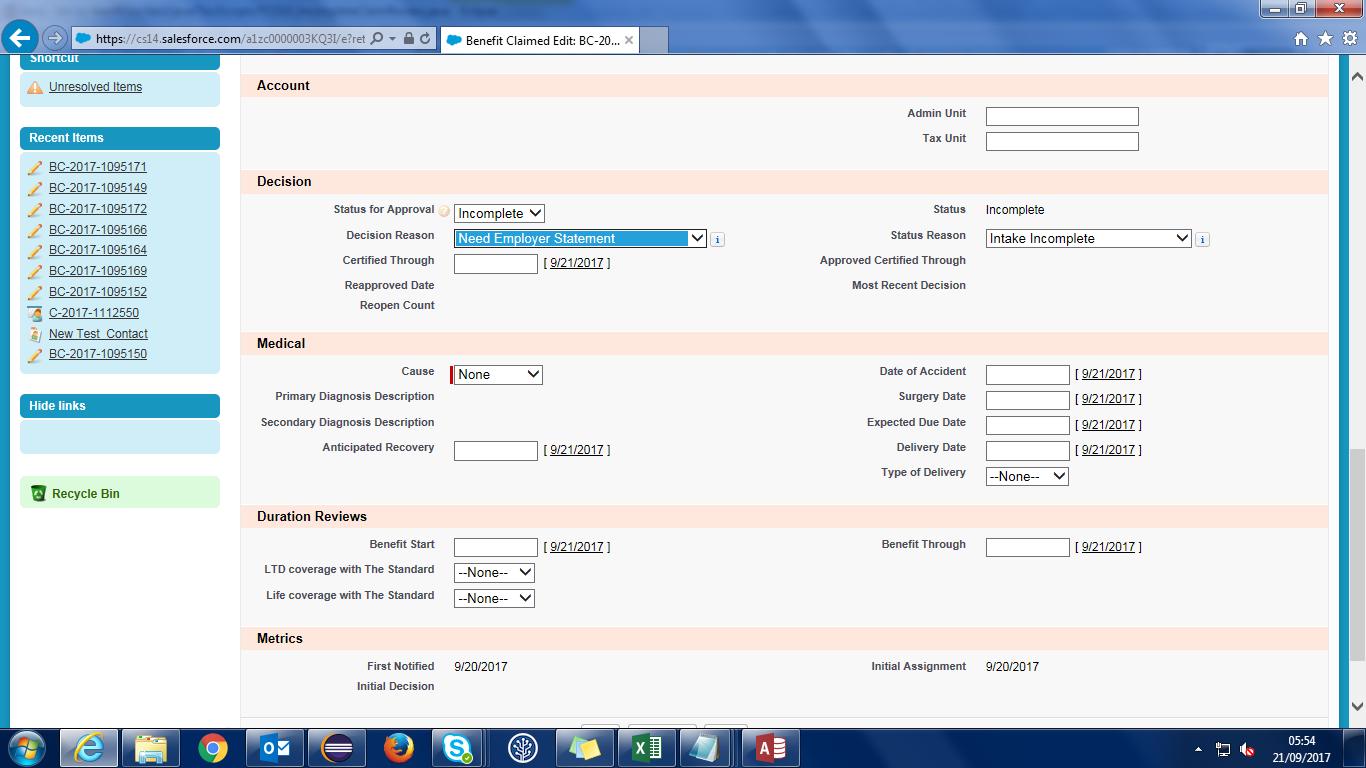 https://cs14.salesforce.com/a1zc0000003KQ3I/e?ret
Benefit Claimed Edit: BC-20...
Shortcut
Unresolved Items
Recent Items
BC-2017-1095171
BC-2017-1095149
BC-2017-1095172
BC-2017-1095166
BC-2017-1095164
BC-2017-1095169
BC-2017-1095152
C-2017-1112550
New Test Contact
BC-2017-1095150
Hide links
Recycle Bin
Account
Admin Unit
Tax Unit
Decision
Status for Approval Incomplete Status Incomplete
Decision Reason Need Employer Statement Status Reason Intake Incomplete
Certified Through [ 9/21/2017 ] Approved Certified Through
Reapproved Date Most Recent Decision
Reopen Count
Medical
Cause None Date of Accident [ 9/21/2017 ]
Primary Diagnosis Description Surgery Date [ 9/21/2017 ]
Secondary Diagnosis Description Expected Due Date [ 9/21/2017 ]
Anticipated Recovery [ 9/21/2017 ] Delivery Date [ 9/21/2017 ]
Type of Delivery --None--
Duration Reviews
Benefit Start [ 9/21/2017 ] Benefit Through [ 9/21/2017 ]
LTD coverage with The Standard --None--
Life coverage with The Standard --None--
Metrics
First Notified 9/20/2017 Initial Assignment 9/20/2017
Initial Decision
05:54
21/09/2017